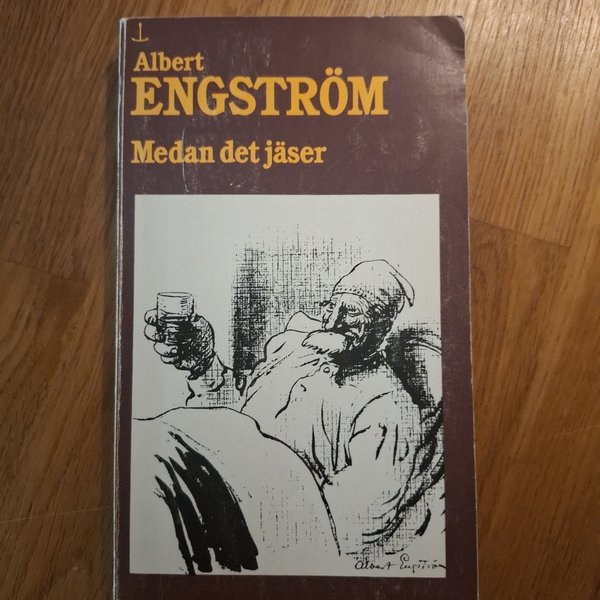 Albert
ENGSTRÖM
Medan det jäser
Albert Engström